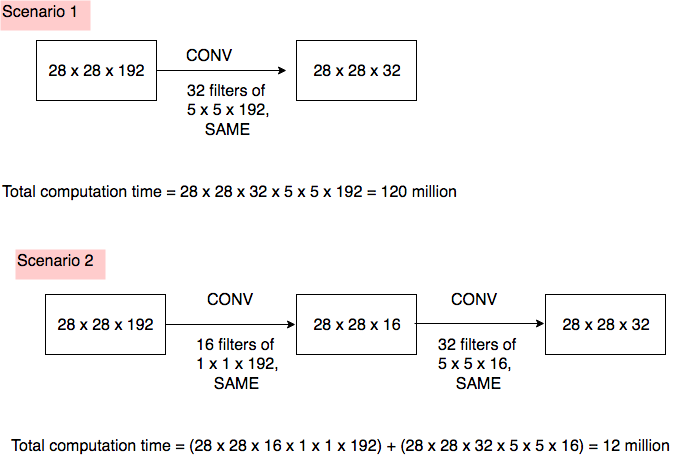 Scenario 1
28 x 28 x 192
CONV
32 filters of
5 x 5 x 192,
SAME
28 x 28 x 32
Total computation time = 28 x 28 x 32 x 5 x 5 x 192 = 120 million
Scenario 2
28 x 28 x 192
CONV
16 filters of
1 x 1 x 192,
SAME
28 x 28 x 16
CONV
32 filters of
5 x 5 x 16,
SAME
28 x 28 x 32
Total computation time = (28 x 28 x 16 x 1 x 1 x 192) + (28 x 28 x 32 x 5 x 5 x 16) = 12 million